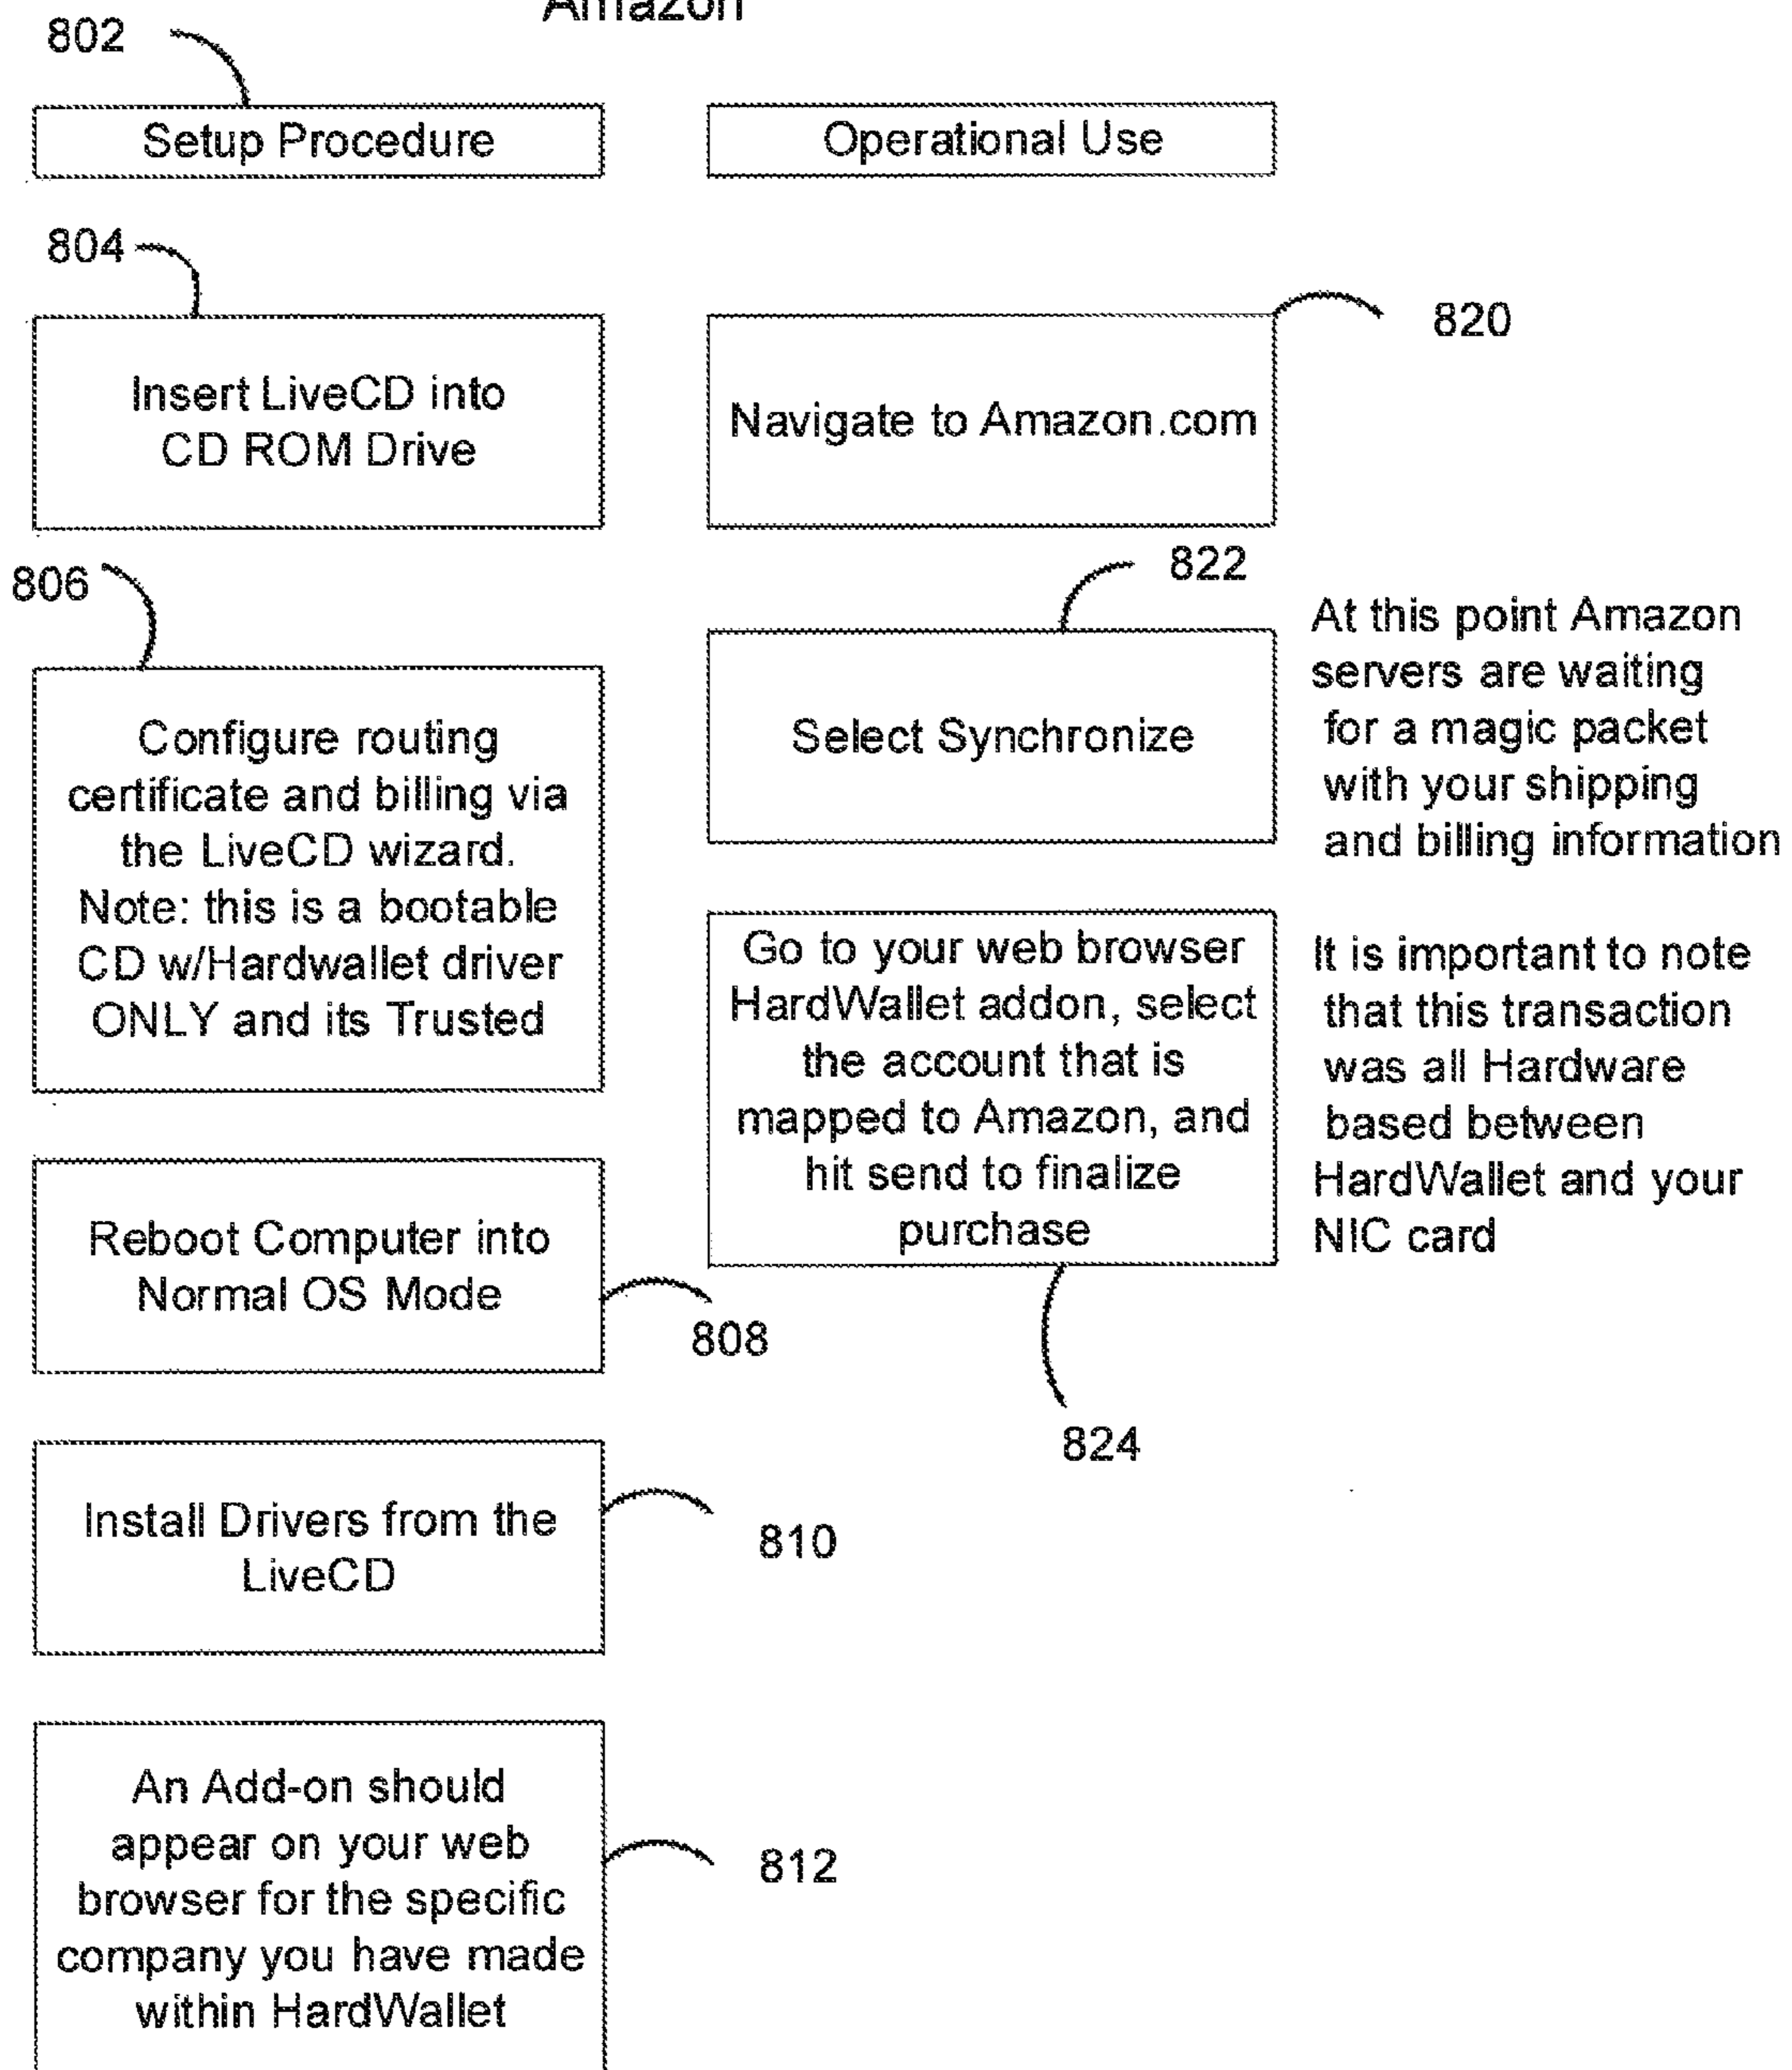 Amazon
802
Setup Procedure
Operational Use
804
Insert LiveCD into
CD ROM Drive
820
Navigate to Amazon.com
806
Configure routing
certificate and billing via
the LiveCD wizard.
Note: this is a bootable
CD w/Hardwallet driver
ONLY and its Trusted
822
Select Synchronize
At this point Amazon
servers are waiting
for a magic packet
with your shipping
and billing information
Go to your web browser
HardWallet addon, select
the account that is
mapped to Amazon, and
hit send to finalize
purchase
It is important to note
that this transaction
was all Hardware
based between
HardWallet and your
NIC card
824
Reboot Computer into
Normal OS Mode
808
Install Drivers from the
LiveCD
810
An Add-on should
appear on your web
browser for the specific
company you have made
within HardWallet
812